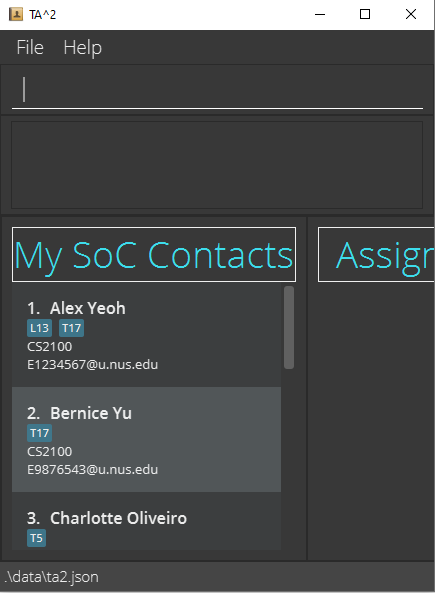 TA^2
File Help
My SoC Contacts
Assign
1. Alex Yeoh
L13 T17
CS2100
E1234567@u.nus.edu
2. Bernice Yu
T17
CS2100
E9876543@u.nus.edu
3. Charlotte Oliveiro
T5
.\data\ta2.json